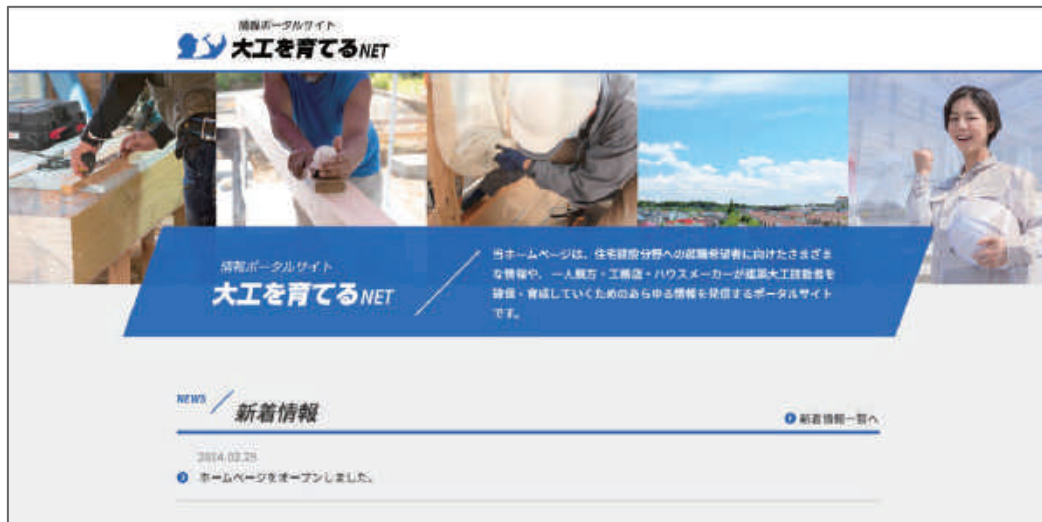 情報ポータルサイト
大工を育てるNET
情報ポータルサイト
大工を育てるNET
当ホームページは、住宅建設分野への就職希望者に向けたさまざま
な情報や、一人親方・工務店・ハウスメーカーが建築大工技能者を
確保・育成していくためのあらゆる情報を発信するポータルサイト
です。
NEWS
新着情報
新着情報一覧へ
2024.02.29
ホームページをオープンしました。